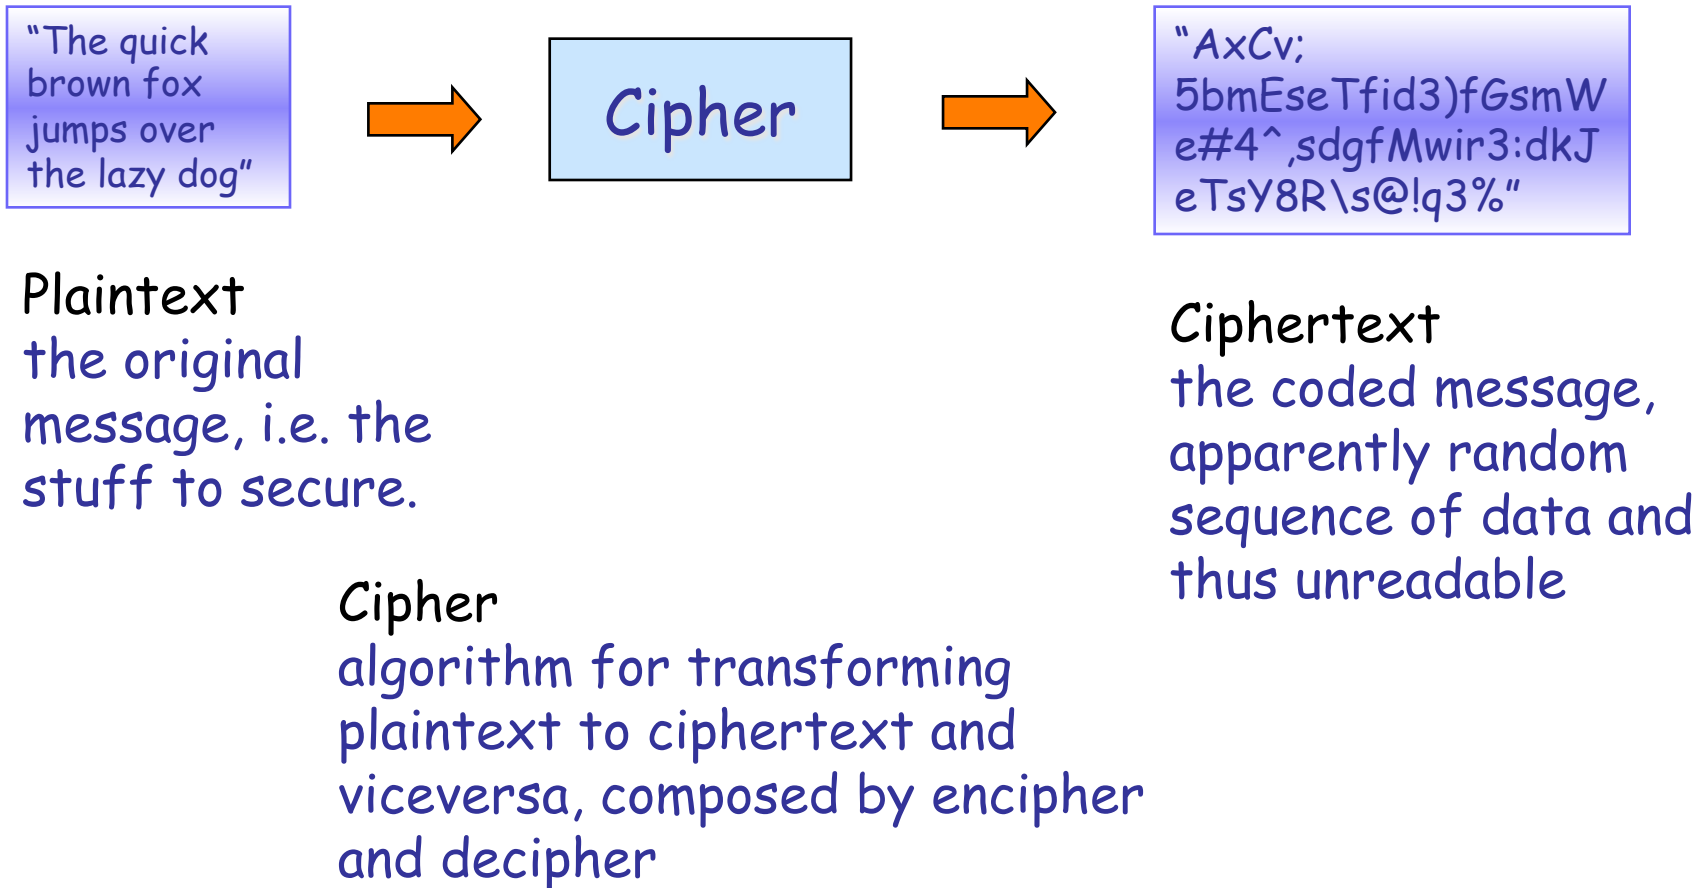 “The quick
brown fox
jumps over
the lazy dog”
Cipher
“AxCv;
5bmEseTfid3)fGsmW
e#4^,sdgfMwir3:dkJ
eTsY8R\s@!q3%”
Plaintext
the original
message, i.e. the
stuff to secure.
Ciphertext
the coded message,
apparently random
sequence of data and
thus unreadable
Cipher
algorithm for transforming
plaintext to ciphertext and
viceversa, composed by encipher
and decipher